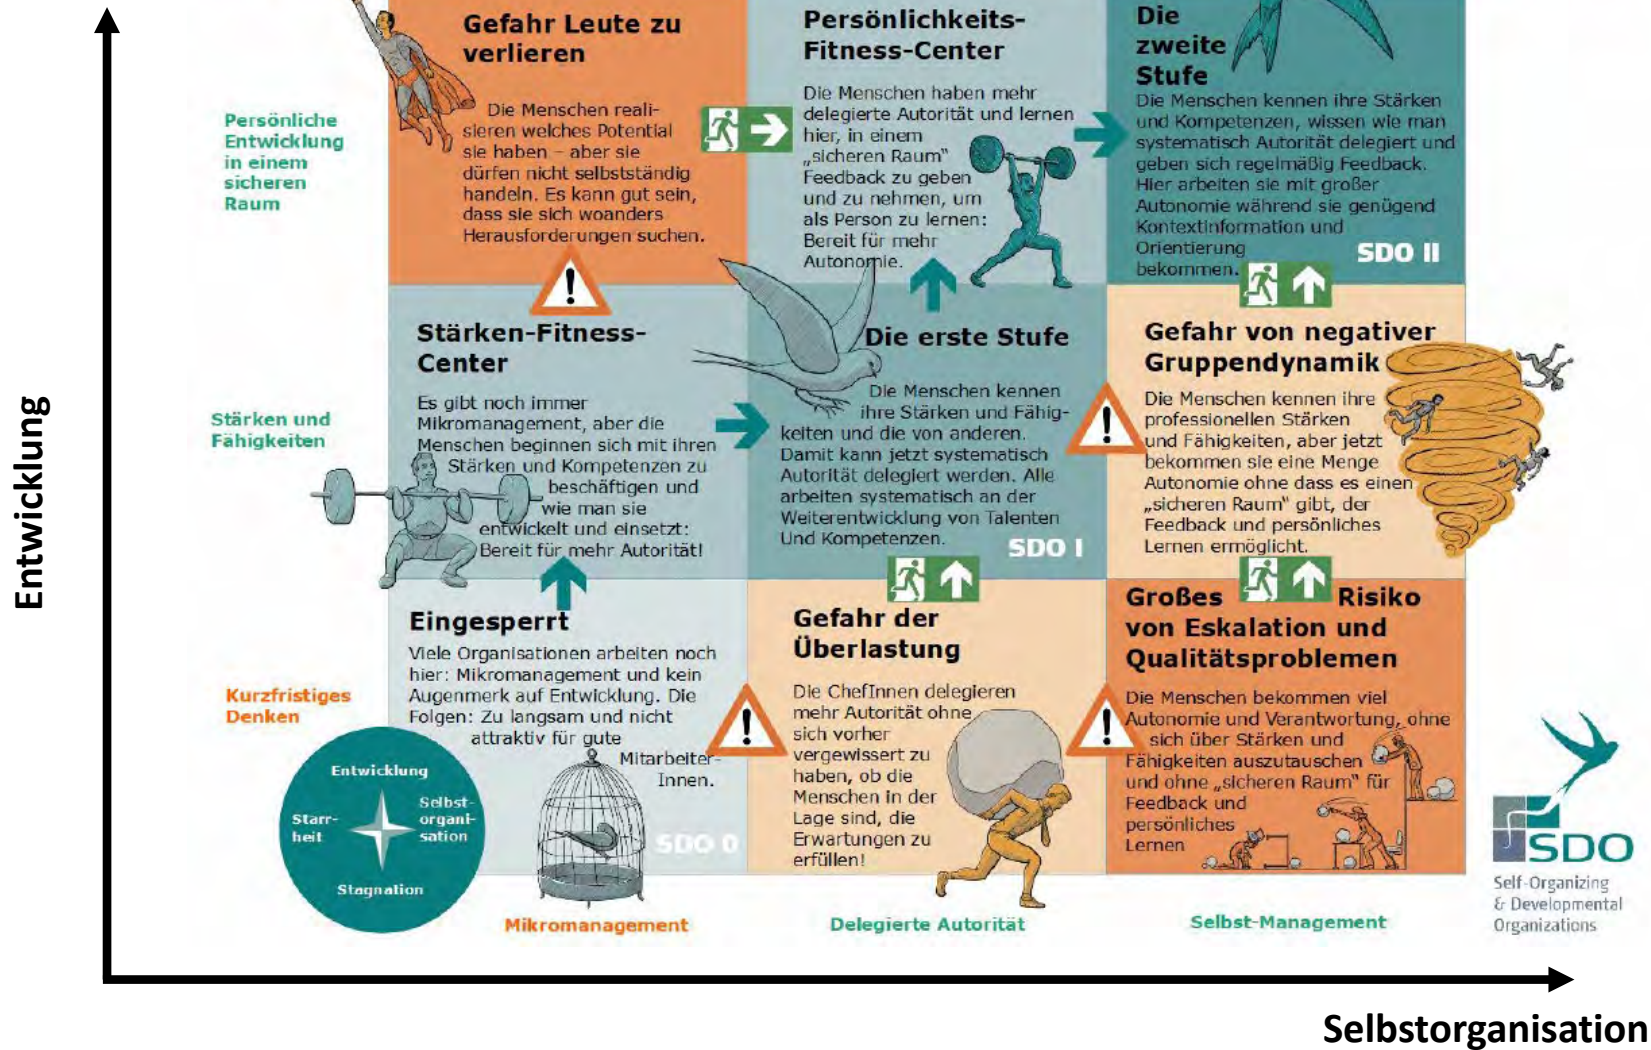 Entwicklung
Persönliche
Entwicklung
in einem
sicheren
Raum
Gefahr Leute zu
verlieren
Die Menschen reali-
sieren welches Potential
sie haben – aber sie
dürfen nicht selbstständig
handeln. Es kann gut sein,
dass sie sich woanders
Herausforderungen suchen.
Persönlichkeits-
Fitness-Center
Die Menschen haben mehr
delegierte Autorität und lernen
hier, in einem
„sicheren Raum“
Feedback zu geben
und zu nehmen, um
als Person zu lernen:
Bereit für mehr
Autonomie.
Die
zweite
Stufe
Die Menschen kennen ihre Stärken
und Kompetenzen, wissen wie man
systematisch Autorität delegiert und
geben sich regelmäßig Feedback.
Hier arbeiten sie mit großer
Autonomie während sie genügend
Kontextinformation und
Orientierung
bekommen.
SDO II
Stärken und
Fähigkeiten
Stärken-Fitness-
Center
Es gibt noch immer
Mikromanagement, aber die
Menschen beginnen sich mit ihren
Stärken und Kompetenzen zu
beschäftigen und
wie man sie
entwickelt und einsetzt:
Bereit für mehr Autorität!
Die erste Stufe
Die Menschen kennen
ihre Stärken und Fähig-
keiten und die von anderen.
Damit kann jetzt systematisch
Autorität delegiert werden. Alle
arbeiten systematisch an der
Weiterentwicklung von Talenten
Und Kompetenzen.
SDO I
Gefahr von negativer
Gruppendynamik
Die Menschen kennen ihre
professionellen Stärken
und Fähigkeiten, aber jetzt
bekommen sie eine Menge
Autonomie ohne dass es einen
„sicheren Raum“ gibt, der
Feedback und persönliches
Lernen ermöglicht.
Kurzfristiges
Denken
Eingesperrt
Viele Organisationen arbeiten noch
hier: Mikromanagement und kein
Augenmerk auf Entwicklung. Die
Folgen: Zu langsam und nicht
attraktiv für gute
Mitarbeiter-
Innen.
SDO 0
Gefahr der
Überlastung
Die ChefInnen delegieren
mehr Autorität ohne
sich vorher
vergewissert zu
haben, ob die
Menschen in der
Lage sind, die
Erwartungen zu
erfüllen!
Großes Risiko
von Eskalation und
Qualitätsproblemen
Die Menschen bekommen viel
Autonomie und Verantwortung, ohne
sich über Stärken und
Fähigkeiten auszutauschen
und ohne „sicheren Raum“ für
Feedback und
persönliches
Lernen
Entwicklung
Starr-
heit
Selbst-
organi-
sation
Stagnation
Mikromanagement
Delegierte Autorität
Selbst-Management
SDO
Self-Organizing
& Developmental
Organizations
Selbstorganisation